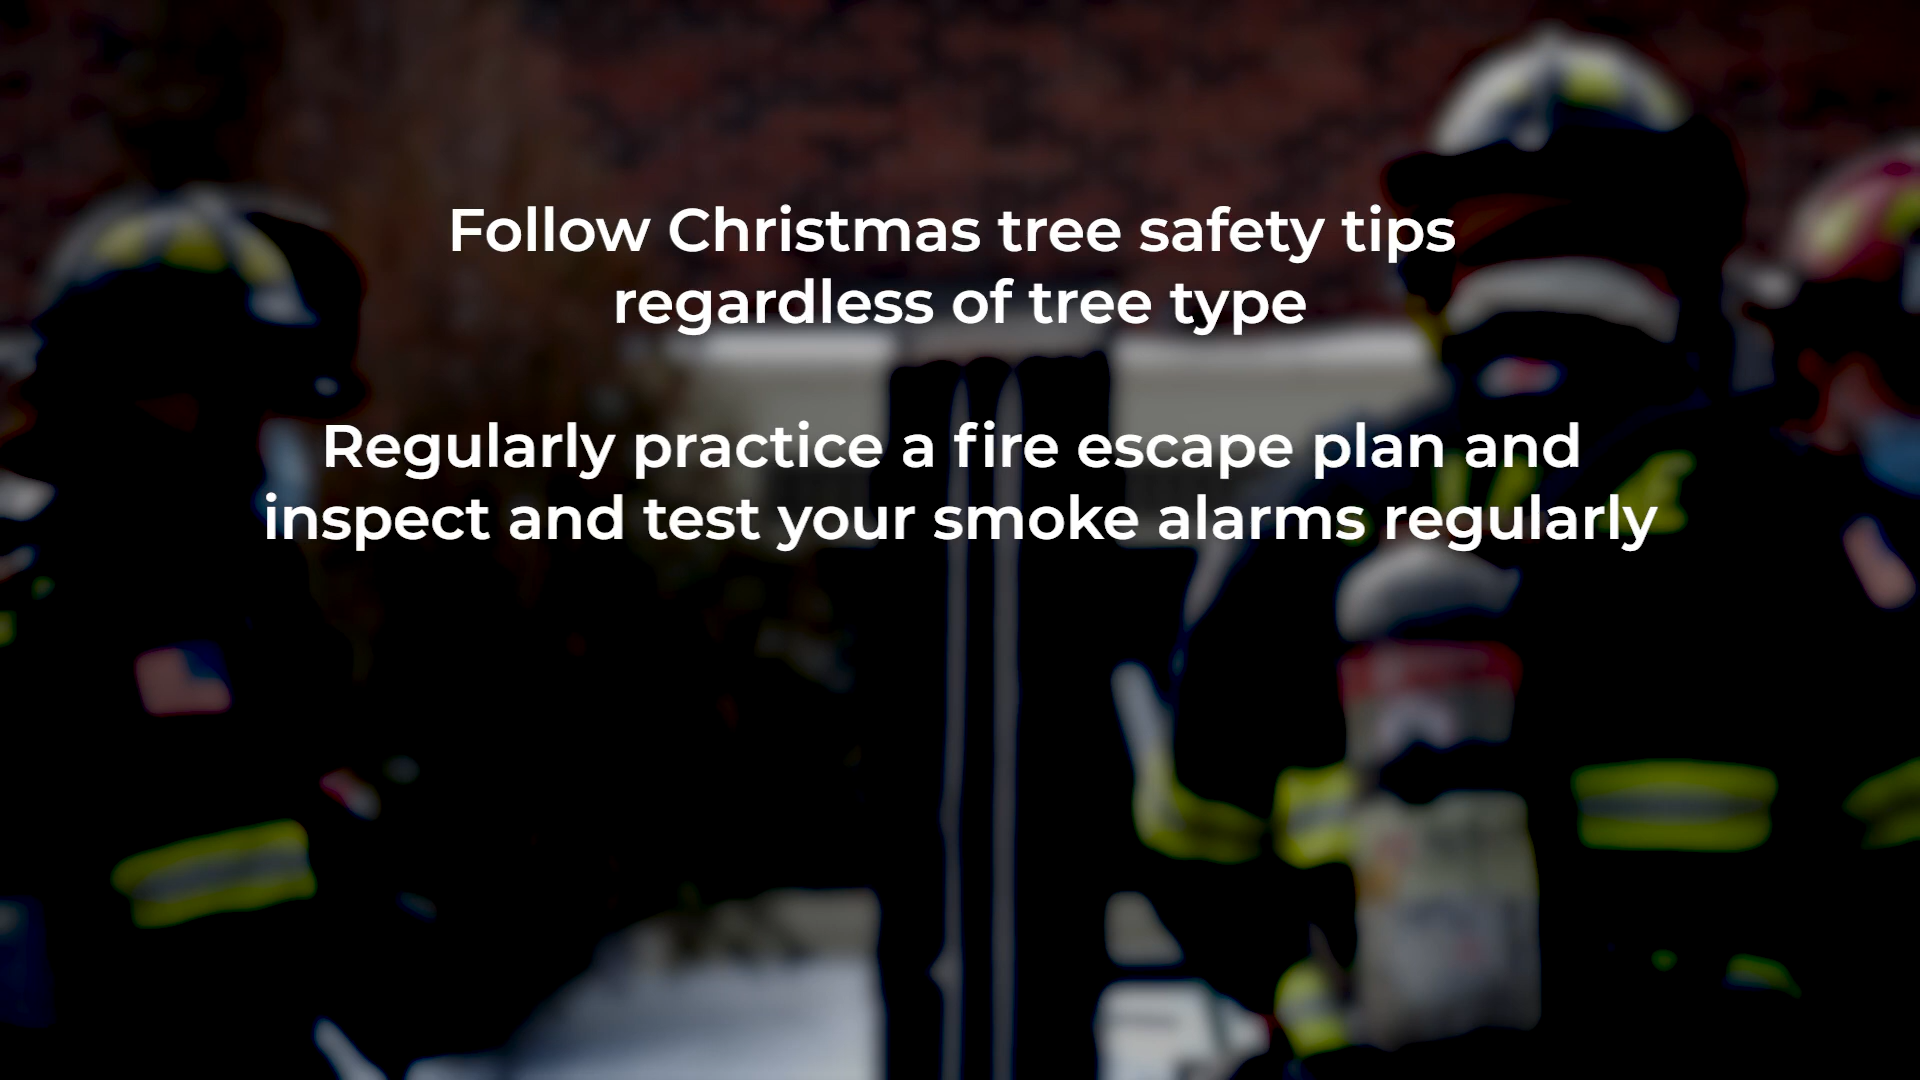 Follow Christmas tree safety tips
regardless of tree type
Regularly practice a fire escape plan and
inspect and test your smoke alarms regularly